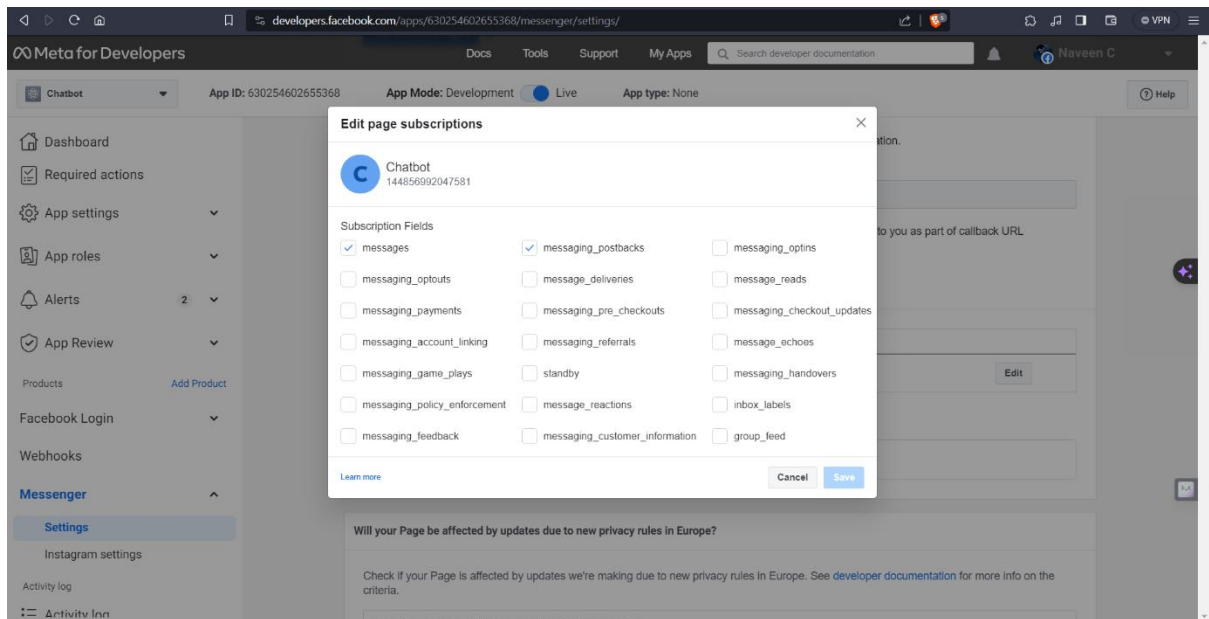 developers.facebook.com/apps/630254602655368/messenger/settings/
VPN
Meta for Developers
Docs Tools Support My Apps Search developer documentation Naveen C
Chatbot App ID: 630254602655368 App Mode: Development Live App type: None Help
Dashboard
Required actions
App settings
App roles
Alerts 2
App Review
Products Add Product
Facebook Login
Webhooks
Messenger
Settings
Instagram settings
Activity log
Activity log
Edit page subscriptions
C
Chatbot
144856992047581
Subscription Fields
messages messaging_postbacks messaging_optins
messaging_optouts message_deliveries message_reads
messaging_payments messaging_pre_checkouts messaging_checkout_updates
messaging_account_linking messaging_referrals message_echoes
messaging_game_plays standby messaging_handovers
messaging_policy_enforcement message_reactions inbox_labels
messaging_feedback messaging_customer_information group_feed
Learn more Cancel Save
to you as part of callback URL
Edit
Will your Page be affected by updates due to new privacy rules in Europe?
Check if your Page is affected by updates we're making due to new privacy rules in Europe. See developer documentation for more info on the
criteria.